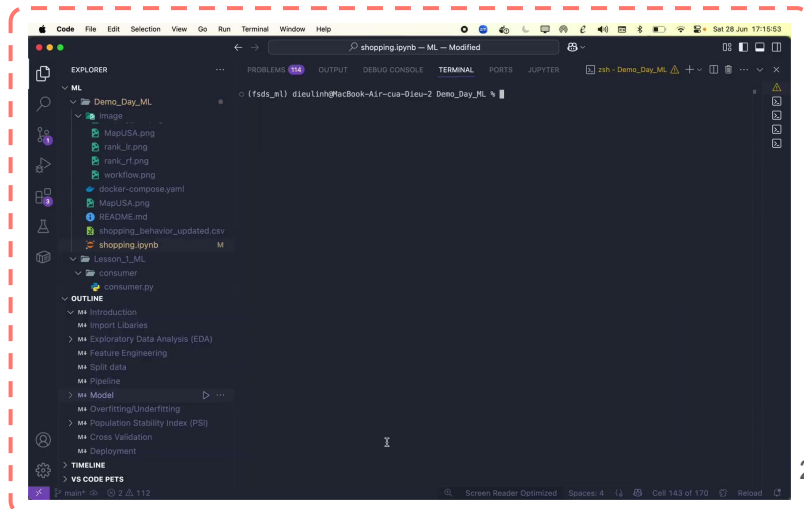 Code File Edit Selection View Go Run Terminal Window Help Sat 28 Jun 17:15:53
shopping.ipynb — ML — Modified
EXPLORER
PROBLEMS 114 OUTPUT DEBUG CONSOLE TERMINAL PORTS JUPYTER zsh - Demo_Day_ML
(fsds_ml) dieulinh@MacBook-Air-cua-Dieu-2 Demo_Day_ML %
ML
Demo_Day_ML
image
MapUSA.png
rank_lr.png
rank_rf.png
workflow.png
docker-compose.yaml
MapUSA.png
README.md
shopping_behavior_updated.csv
shopping.ipynb M
Lesson_1_ML
consumer
consumer.py
OUTLINE
M↓ Introduction
M↓ Import Libaries
M↓ Exploratory Data Analysis (EDA)
M↓ Feature Engineering
M↓ Split data
M↓ Pipeline
M↓ Model
M↓ Overfitting/Underfitting
M↓ Population Stability Index (PSI)
M↓ Cross Validation
M↓ Deployment
TIMELINE
VS CODE PETS
main* 2 112 Screen Reader Optimized Spaces: 4 Cell 143 of 170 Reload